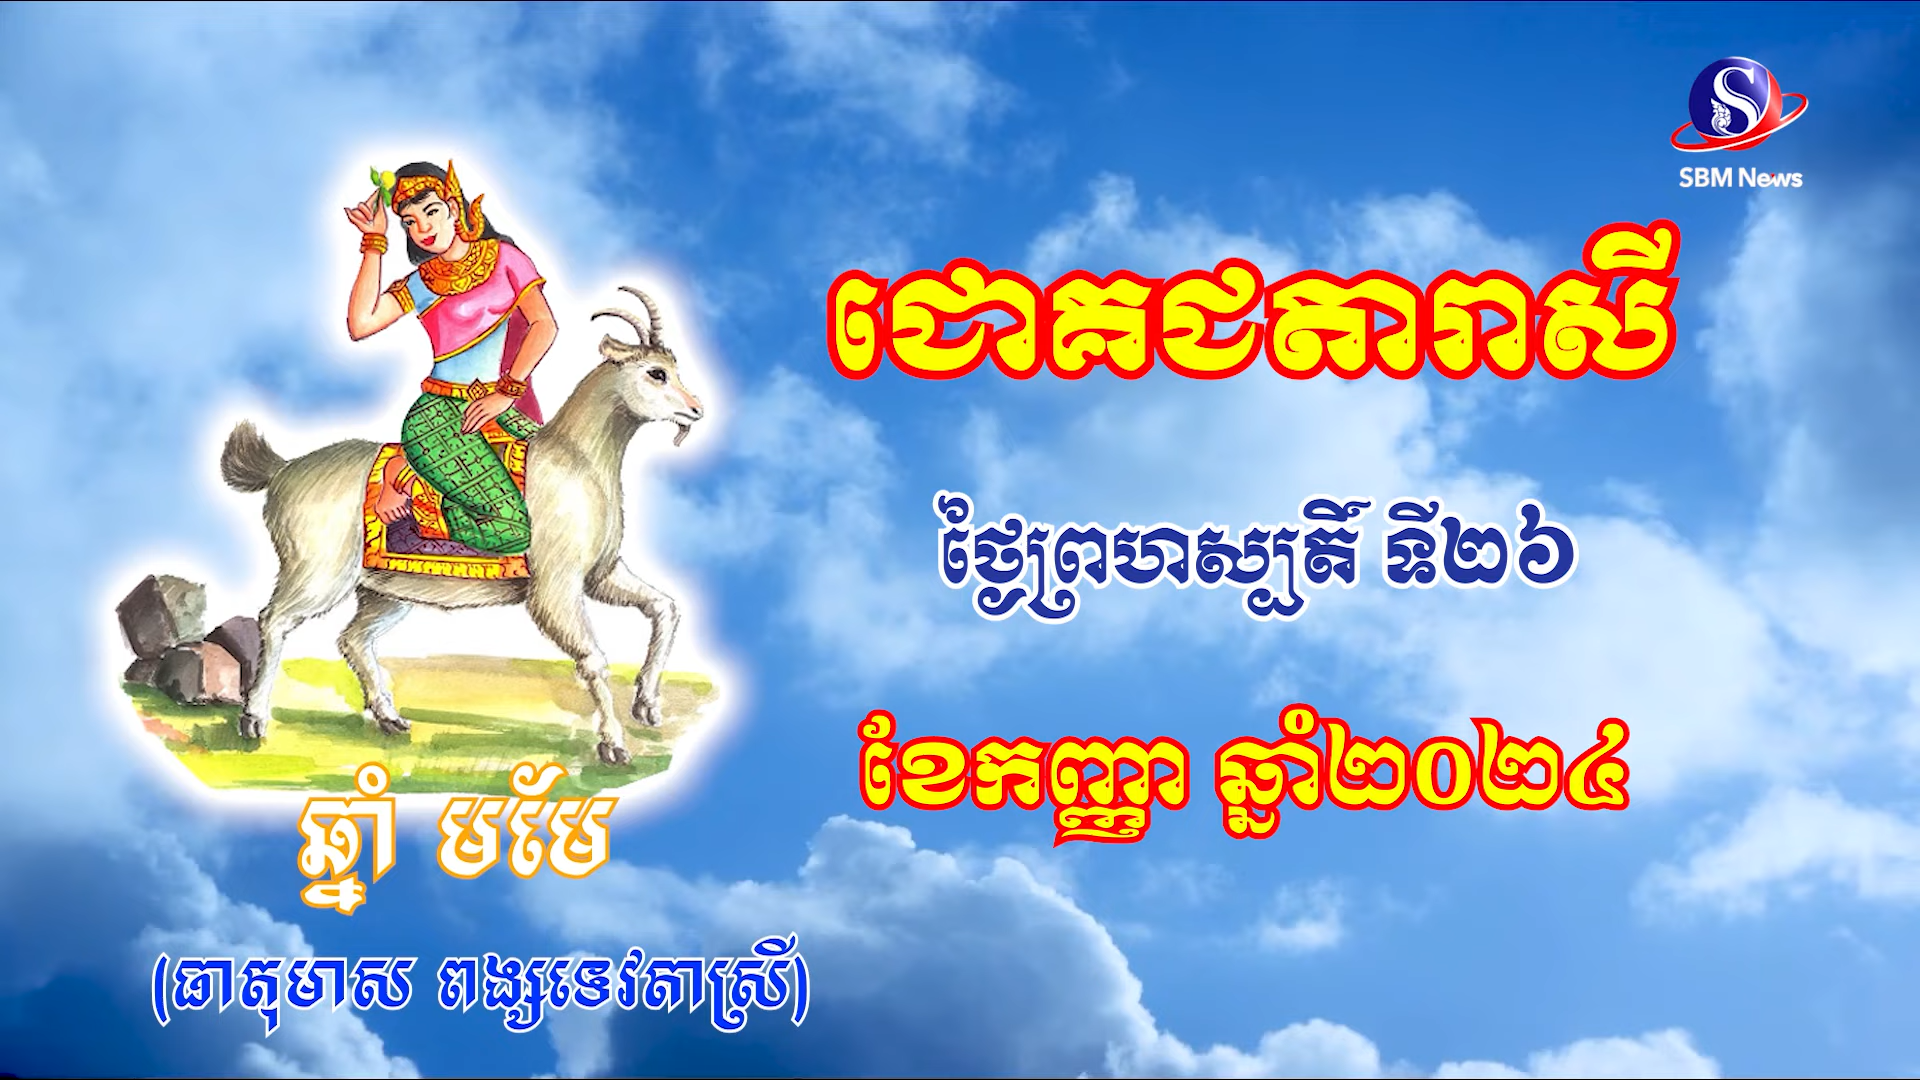 SBM News
ជោគជតារាសី
ថ្ងៃព្រហស្បតិ៍ ទី២៦
ខែកញ្ញា ឆ្នាំ២០២៤
ឆ្នាំ មមែ
(ធាតុមាស ពង្សទេវតាស្រី)